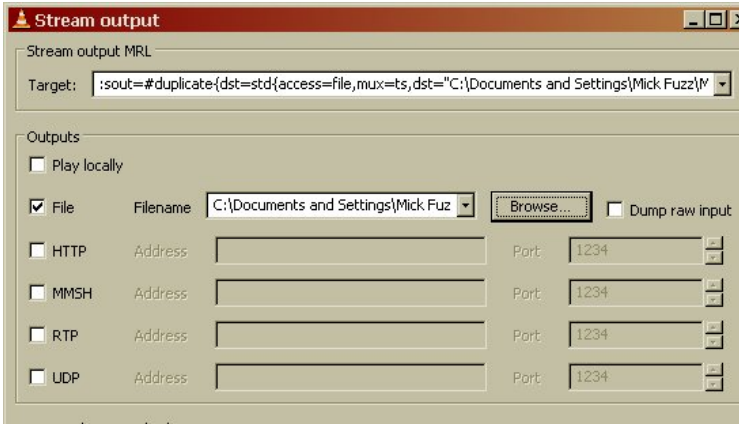 Stream output
Stream output MRL
Target: :sout=#duplicate{dst=std{access=file,mux=ts,dst="C:\Documents and Settings\Mick Fuzz\M
Outputs
Play locally
File Filename C:\Documents and Settings\Mick Fuz Browse... Dump raw input
HTTP Address Port 1234
MMSH Address Port 1234
RTP Address Port 1234
UDP Address Port 1234